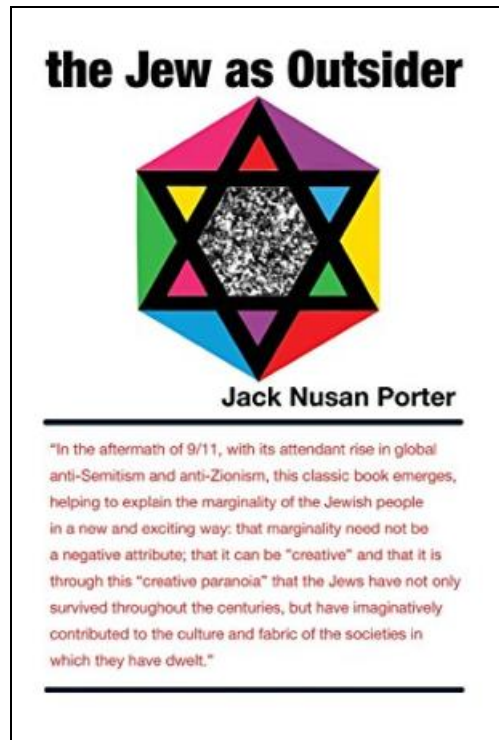 the Jew as Outsider
Jack Nusan Porter
"In the aftermath of 9/11, with its attendant rise in global
anti-Semitism and anti-Zionism, this classic book emerges,
helping to explain the marginality of the Jewish people
in a new and exciting way: that marginality need not be
a negative attribute; that it can be "creative" and that it is
through this "creative paranoia" that the Jews have not only
survived throughout the centuries, but have imaginatively
contributed to the culture and fabric of the societies in
which they have dwelt."